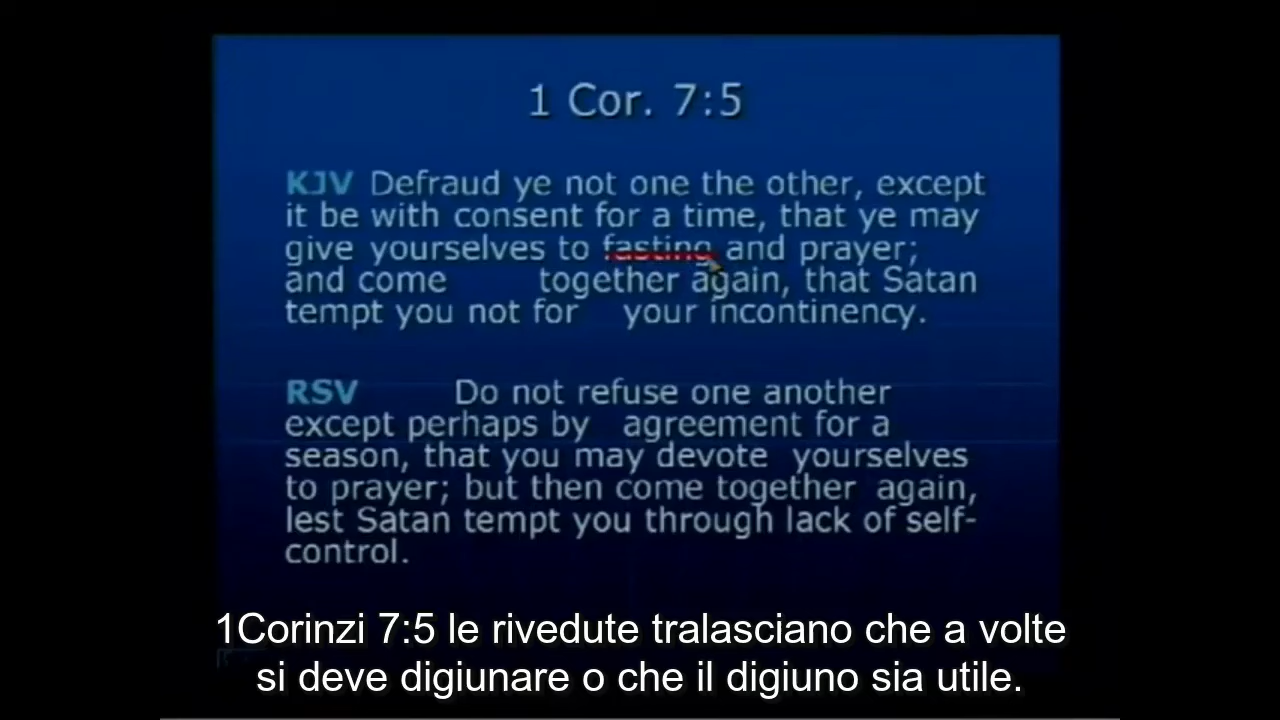 1 Cor. 7:5
KJV Defraud ye not one the other, except
it be with consent for a time, that ye may
give yourselves to fasting and prayer;
and come together again, that Satan
tempt you not for your incontinency.
RSV Do not refuse one another
except perhaps by agreement for a
season, that you may devote yourselves
to prayer; but then come together again,
lest Satan tempt you through lack of self-
control.
1Corinzi 7:5 le rivedute tralasciano che a volte
si deve digiunare o che il digiuno sia utile.